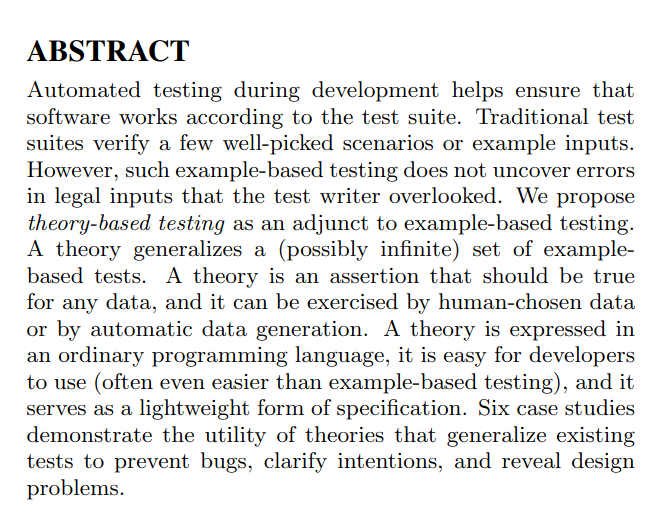 ABSTRACT
Automated testing during development helps ensure that
software works according to the test suite. Traditional test
suites verify a few well-picked scenarios or example inputs.
However, such example-based testing does not uncover errors
in legal inputs that the test writer overlooked. We propose
theory-based testing as an adjunct to example-based testing.
A theory generalizes a (possibly infinite) set of example-
based tests. A theory is an assertion that should be true
for any data, and it can be exercised by human-chosen data
or by automatic data generation. A theory is expressed in
an ordinary programming language, it is easy for developers
to use (often even easier than example-based testing), and it
serves as a lightweight form of specification. Six case studies
demonstrate the utility of theories that generalize existing
tests to prevent bugs, clarify intentions, and reveal design
problems.